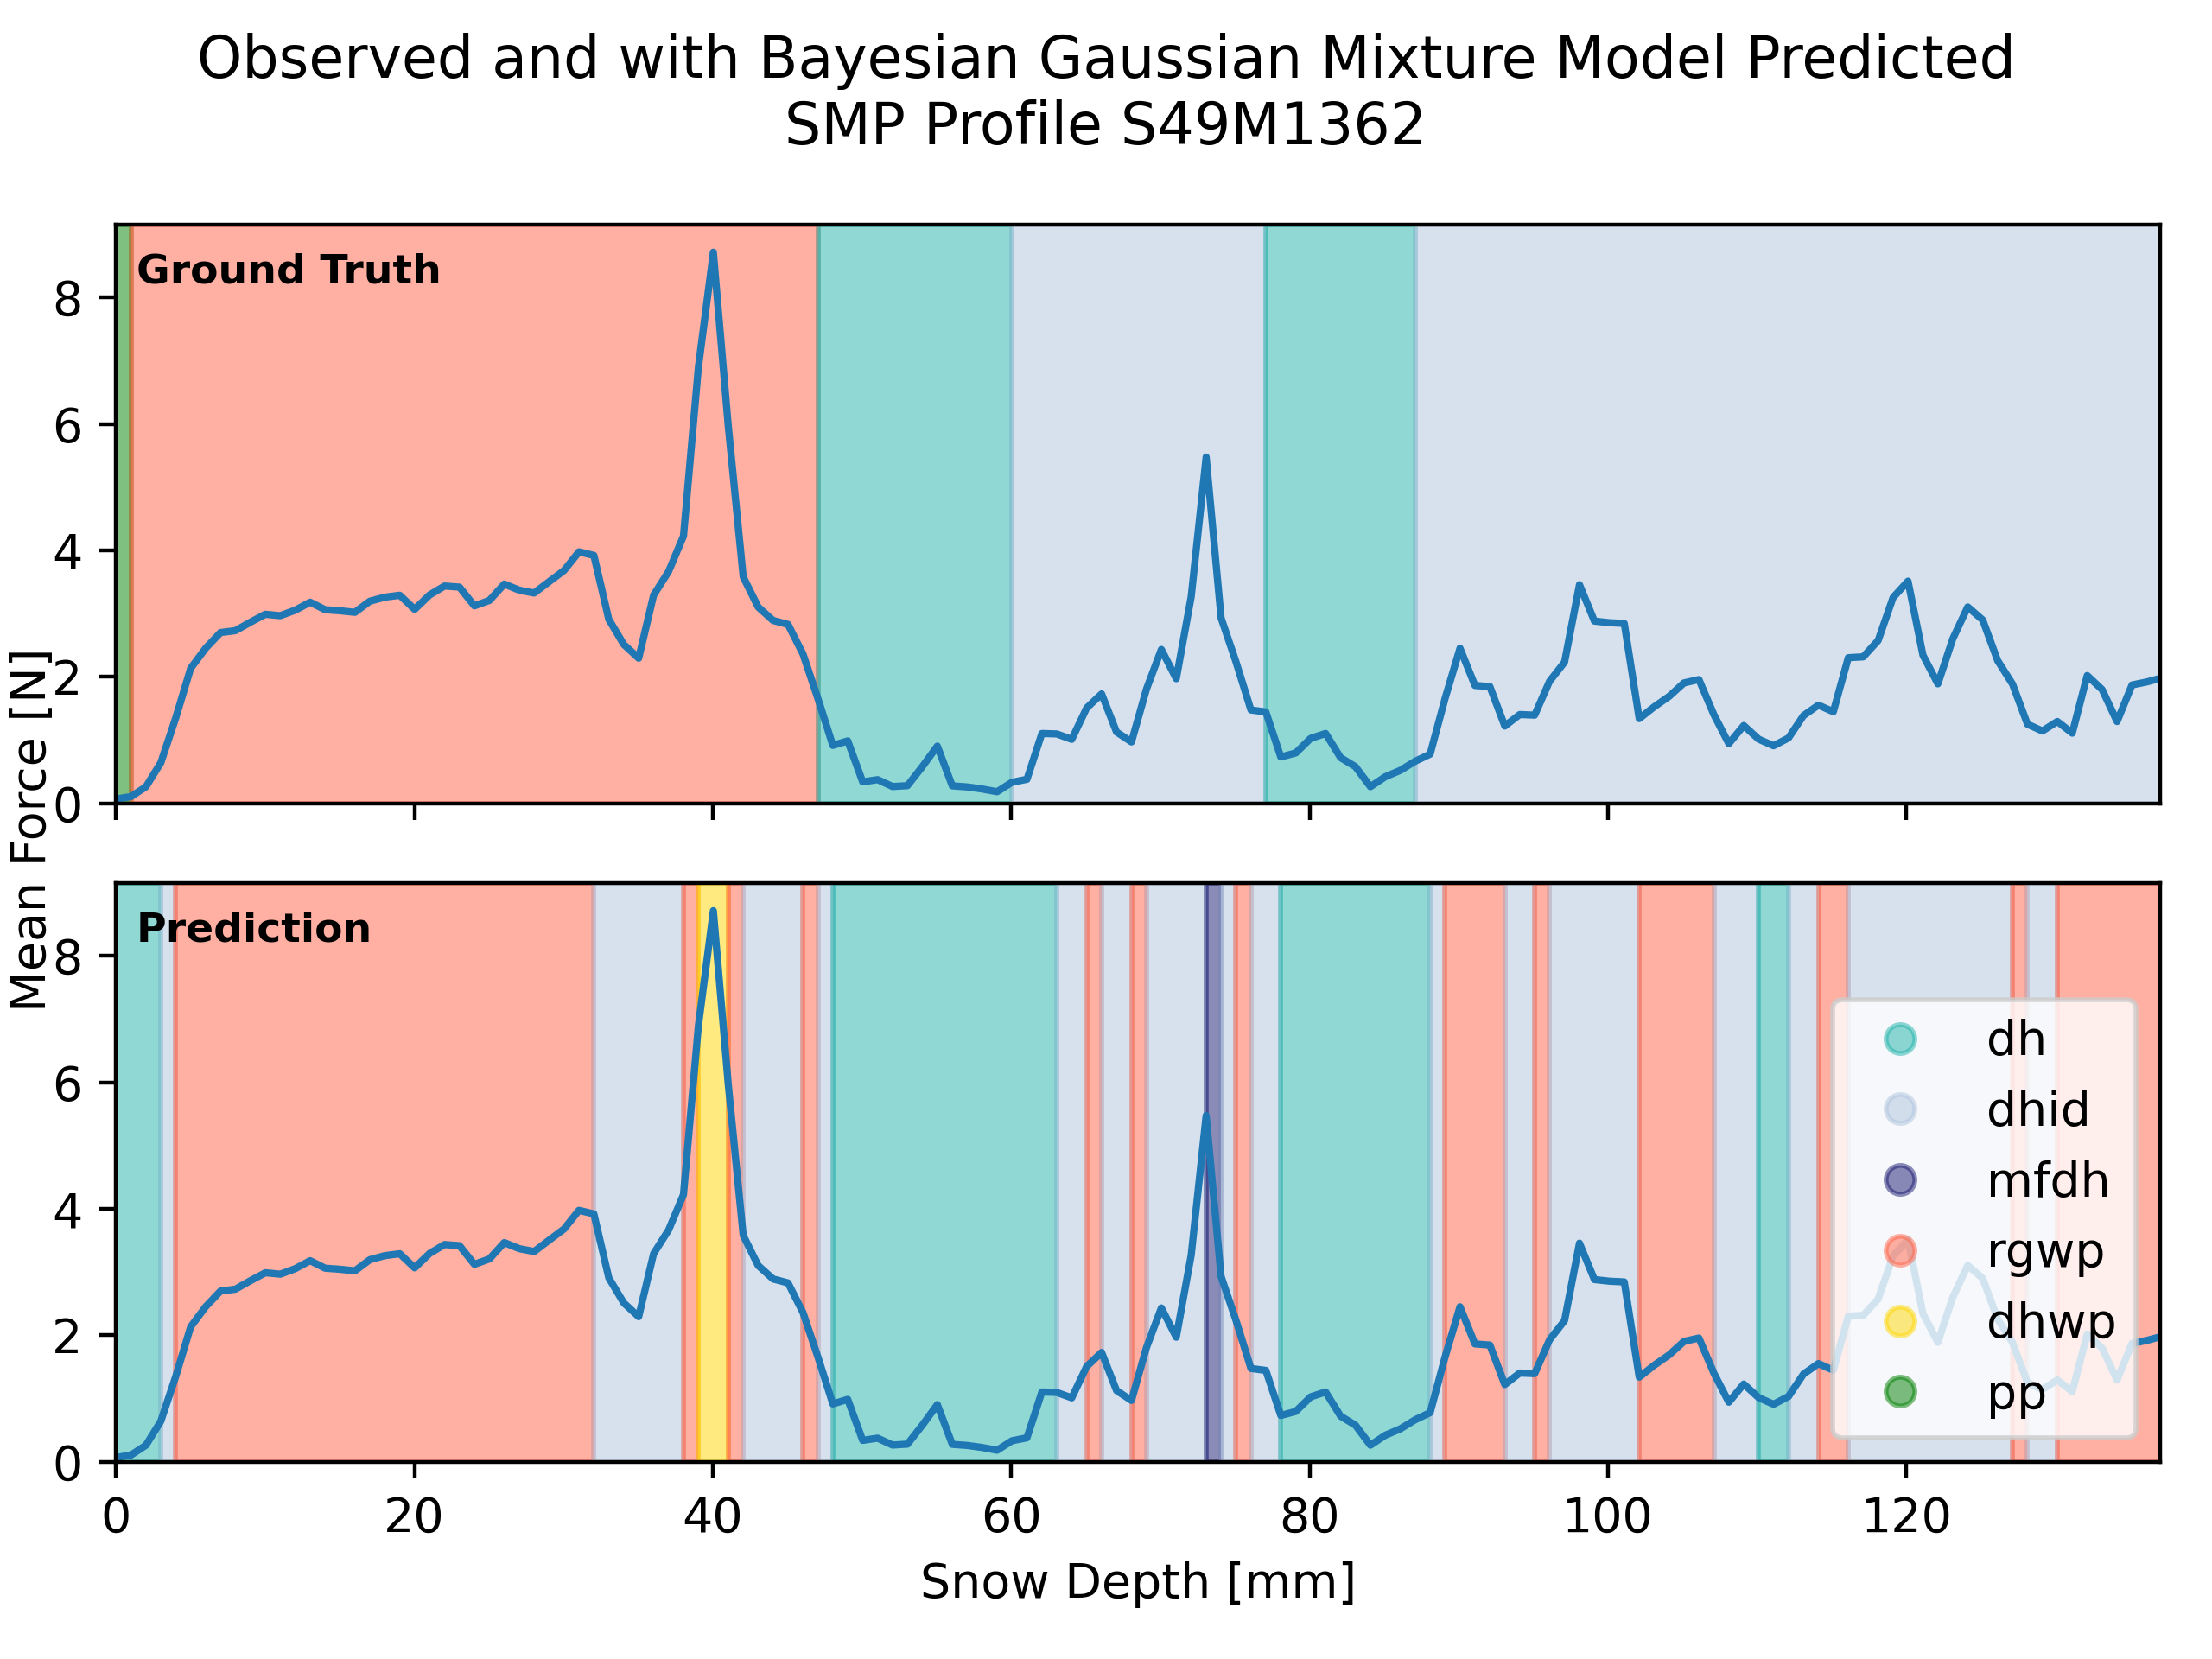 Observed and with Bayesian Gaussian Mixture Model Predicted
SMP Profile S49M1362
Ground Truth
8
6
4
2
0
Mean Force [N]
Prediction
8
6
4
2
0
dh
dhid
mfdh
rgwp
dhwp
pp
0 20 40 60 80 100 120
Snow Depth [mm]